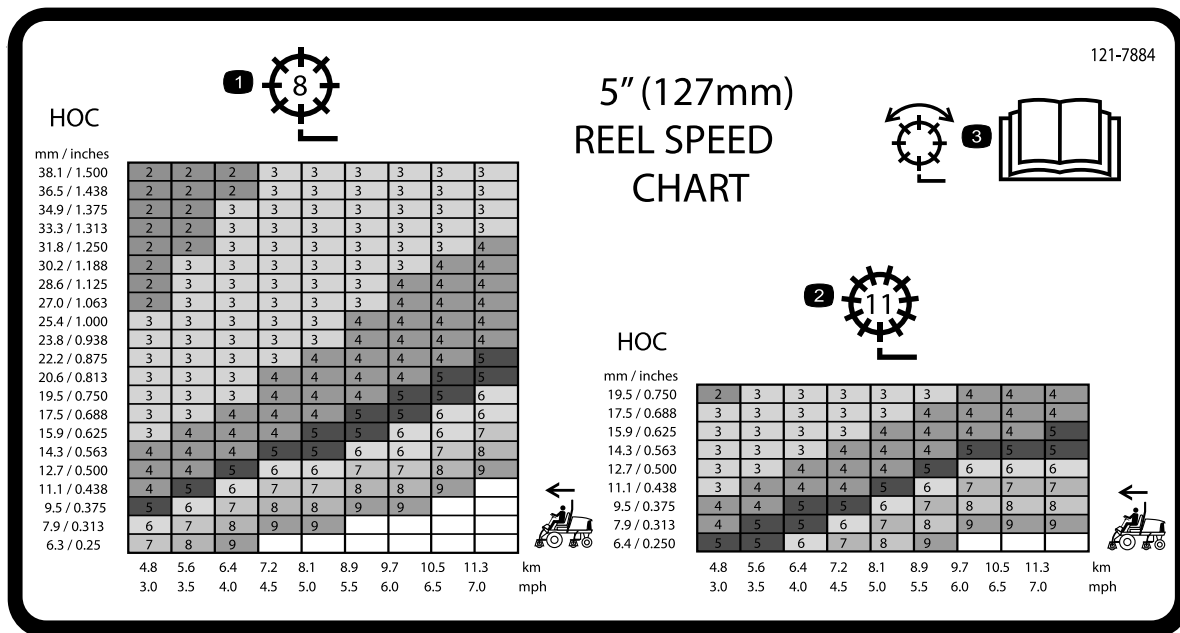 121-7884
5” (127mm)
REEL SPEED
CHART
3
1
8
HOC
mm / inches
38.1 / 1.500 2 2 2 3 3 3 3 3 3
36.5 / 1.438 2 2 2 3 3 3 3 3 3
34.9 / 1.375 2 2 3 3 3 3 3 3 3
33.3 / 1.313 2 2 3 3 3 3 3 3 3
31.8 / 1.250 2 2 3 3 3 3 3 3 4
30.2 / 1.188 2 3 3 3 3 3 3 4 4
28.6 / 1.125 2 3 3 3 3 3 4 4 4
27.0 / 1.063 2 3 3 3 3 3 4 4 4
25.4 / 1.000 3 3 3 3 3 4 4 4 4
23.8 / 0.938 3 3 3 3 3 4 4 4 4
22.2 / 0.875 3 3 3 3 4 4 4 4 5
20.6 / 0.813 3 3 3 4 4 4 4 5 5
19.5 / 0.750 3 3 3 4 4 4 5 5 6
17.5 / 0.688 3 3 4 4 4 5 5 6 6
15.9 / 0.625 3 4 4 4 5 5 6 6 7
14.3 / 0.563 4 4 4 5 5 6 6 7 8
12.7 / 0.500 4 4 5 6 6 7 7 8 9
11.1 / 0.438 4 5 6 7 7 8 8 9
9.5 / 0.375 5 6 7 8 8 9 9
7.9 / 0.313 6 7 8 9 9
6.3 / 0.25 7 8 9
4.8 5.6 6.4 7.2 8.1 8.9 9.7 10.5 11.3 km
3.0 3.5 4.0 4.5 5.0 5.5 6.0 6.5 7.0 mph
2
11
HOC
mm / inches
19.5 / 0.750 2 3 3 3 3 3 4 4 4
17.5 / 0.688 3 3 3 3 3 4 4 4 4
15.9 / 0.625 3 3 3 3 4 4 4 4 5
14.3 / 0.563 3 3 3 4 4 4 5 5 5
12.7 / 0.500 3 3 4 4 4 5 6 6 6
11.1 / 0.438 3 4 4 4 5 6 7 7 7
9.5 / 0.375 4 4 5 5 6 7 8 8 8
7.9 / 0.313 4 5 5 6 7 8 9 9 9
6.4 / 0.250 5 5 6 7 8 9
4.8 5.6 6.4 7.2 8.1 8.9 9.7 10.5 11.3 km
3.0 3.5 4.0 4.5 5.0 5.5 6.0 6.5 7.0 mph